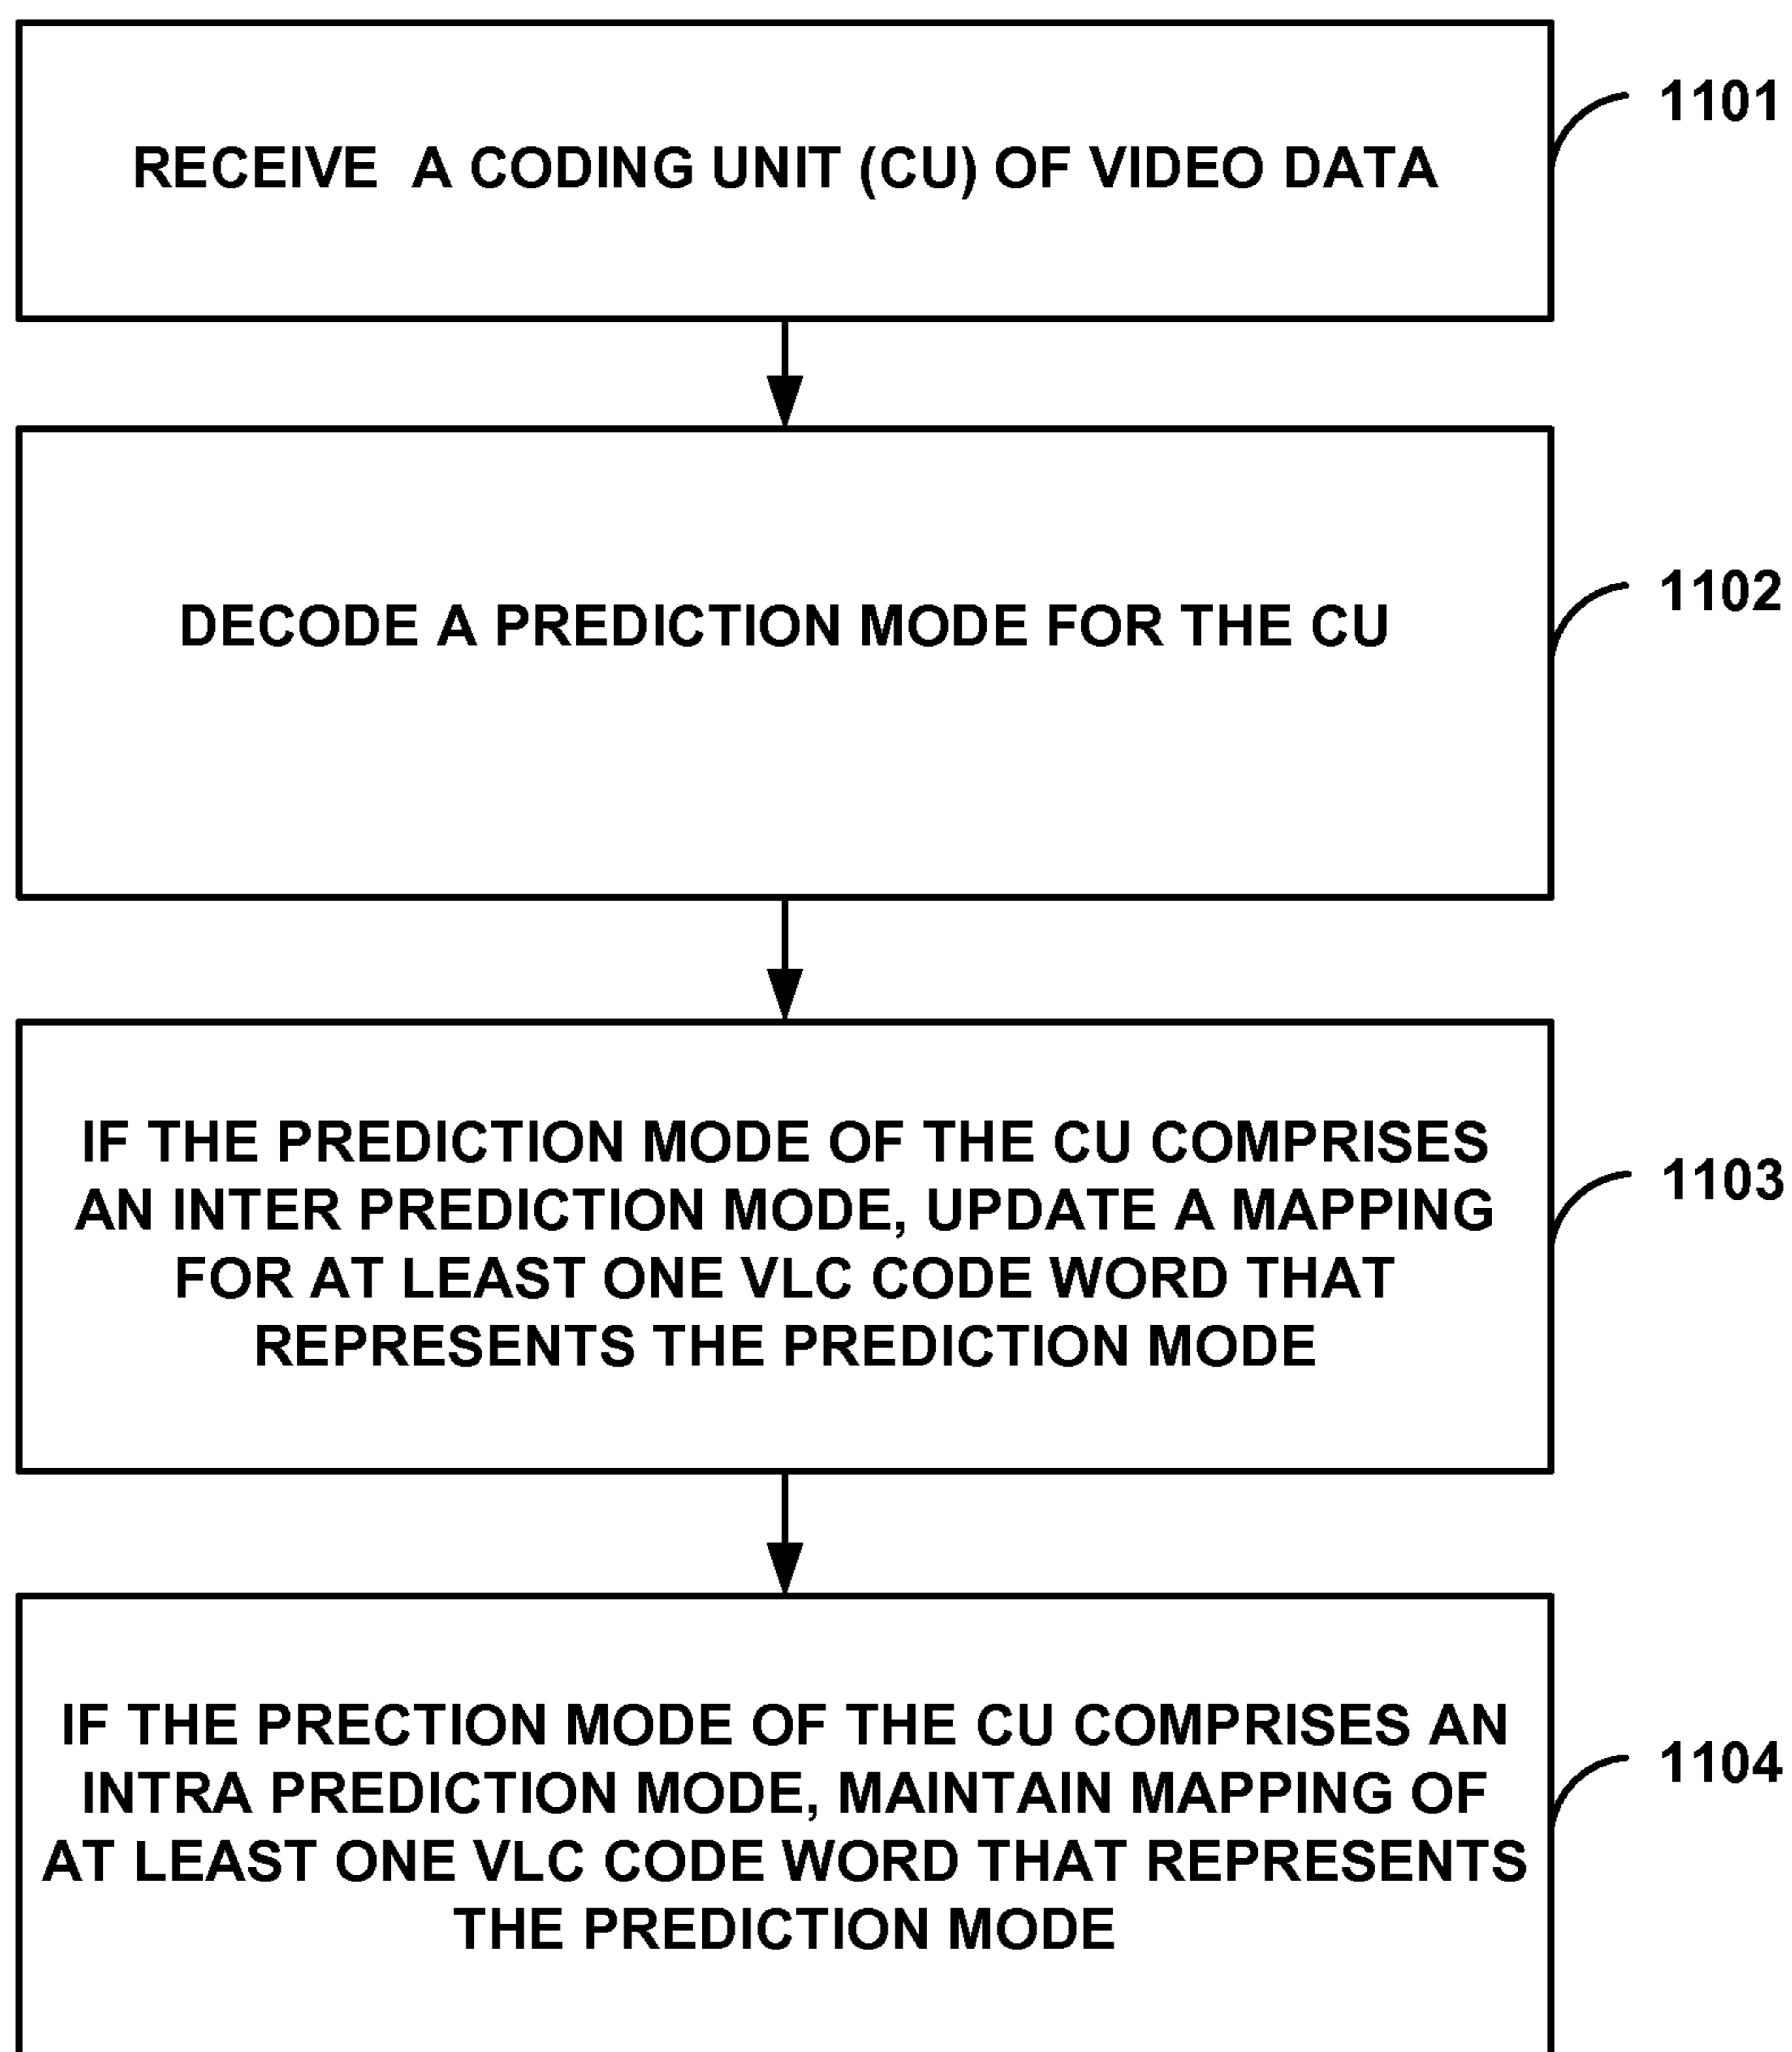 RECEIVE A CODING UNIT (CU) OF VIDEO DATA
1101
DECODE A PREDICTION MODE FOR THE CU
1102
IF THE PREDICTION MODE OF THE CU COMPRISES
AN INTER PREDICTION MODE, UPDATE A MAPPING
FOR AT LEAST ONE VLC CODE WORD THAT
REPRESENTS THE PREDICTION MODE
1103
IF THE PRECTION MODE OF THE CU COMPRISES AN
INTRA PREDICTION MODE, MAINTAIN MAPPING OF
AT LEAST ONE VLC CODE WORD THAT REPRESENTS
THE PREDICTION MODE
1104